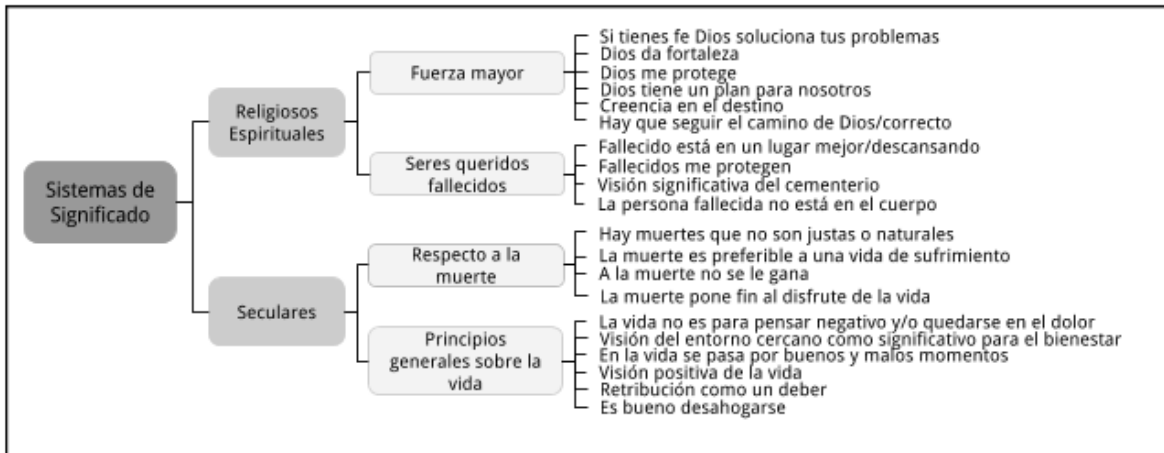 Sistemas de
Significado
Religiosos
Espirituales
Fuerza mayor
Si tienes fe Dios soluciona tus problemas
Dios da fortaleza
Dios me protege
Dios tiene un plan para nosotros
Creencia en el destino
Hay que seguir el camino de Dios/correcto
Seres queridos
fallecidos
Fallecido está en un lugar mejor/descansando
Fallecidos me protegen
Visión significativa del cementerio
La persona fallecida no está en el cuerpo
Seculares
Respecto a la
muerte
Hay muertes que no son justas o naturales
La muerte es preferible a una vida de sufrimiento
A la muerte no se le gana
La muerte pone fin al disfrute de la vida
Principios
generales sobre la
vida
La vida no es para pensar negativo y/o quedarse en el dolor
Visión del entorno cercano como significativo para el bienestar
En la vida se pasa por buenos y malos momentos
Visión positiva de la vida
Retribución como un deber
Es bueno desahogarse